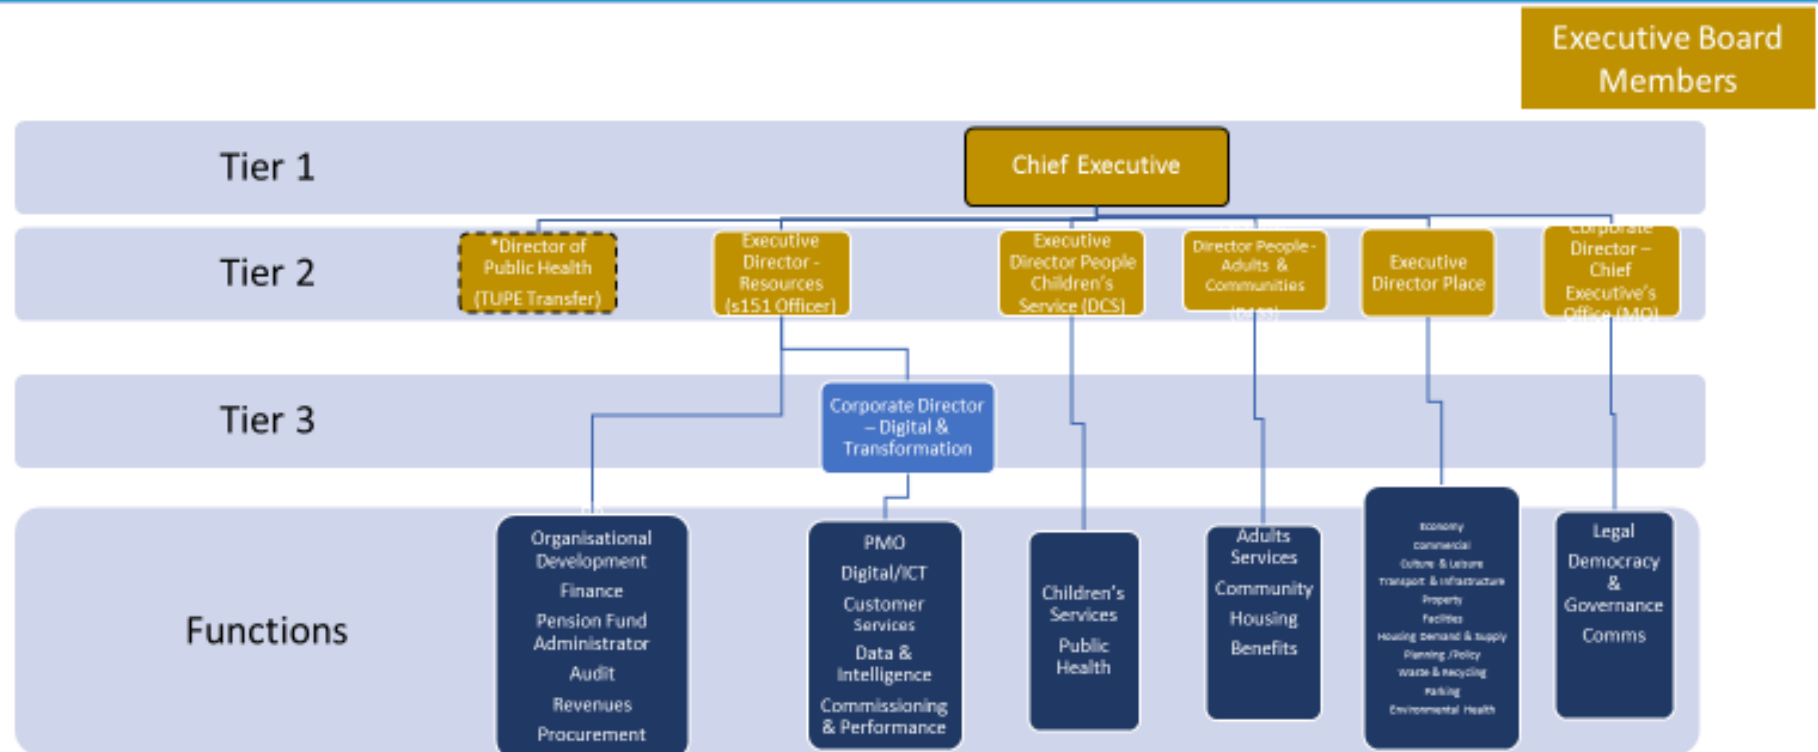 Executive Board
Members
Tier 1
Chief Executive
Tier 2
*Director of
Public Health
(TUPE Transfer)
Executive
Director -
Resources
(s151 Officer)
Executive
Director People
Children's
Service (DCS)
Director People-
Adults &
Communities
Executive
Director Place
Corporate
Director –
Chief
Executive's
Office (MO)
Tier 3
Corporate Director
– Digital &
Transformation
Functions
Organisational
Development
Finance
Pension Fund
Administrator
Audit
Revenues
Procurement
PMO
Digital/ICT
Customer
Services
Data &
Intelligence
Commissioning
& Performance
Children's
Services
Public
Health
Adults
Services
Community
Housing
Benefits
Economy
Commercial
Culture & Leisure
Transport & Infrastructure
Property
Facilities
Housing Demand & Supply
Planning /Policy
Waste & Recycling
Parking
Environmental Health
Legal
Democracy
&
Governance
Comms